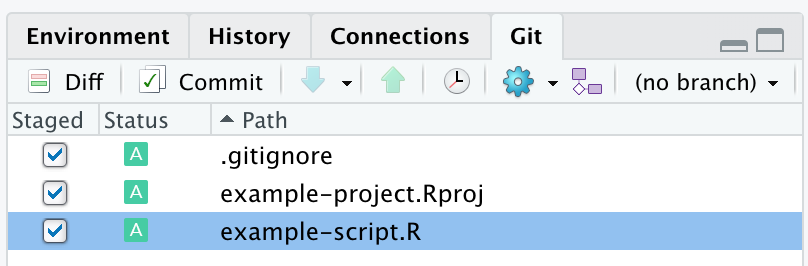 Environment History Connections Git
Diff Commit (no branch)
Staged Status Path
A .gitignore
A example-project.Rproj
A example-script.R